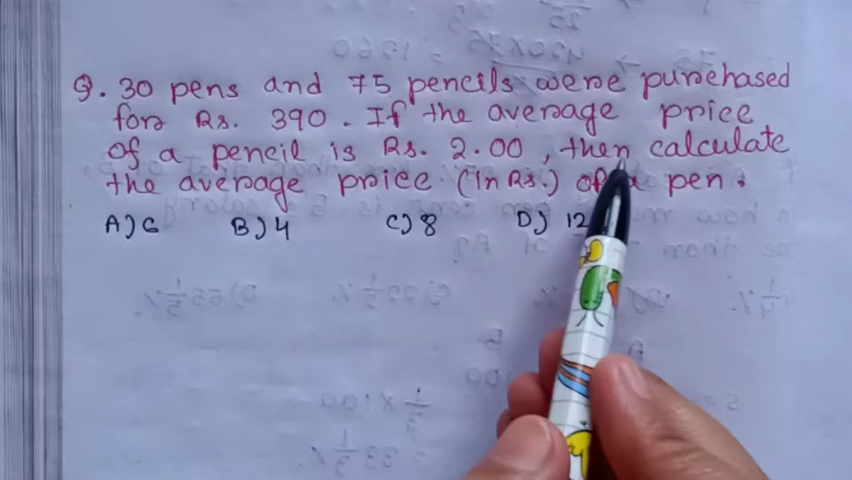 Q. 30 pens and 75 pencils were purchased
for Rs. 390. If the average price
of a pencil is Rs. 2.00, then calculate
the average price (in Rs.) of a pen.
A) 6 B) 4 C) 8 D) 12